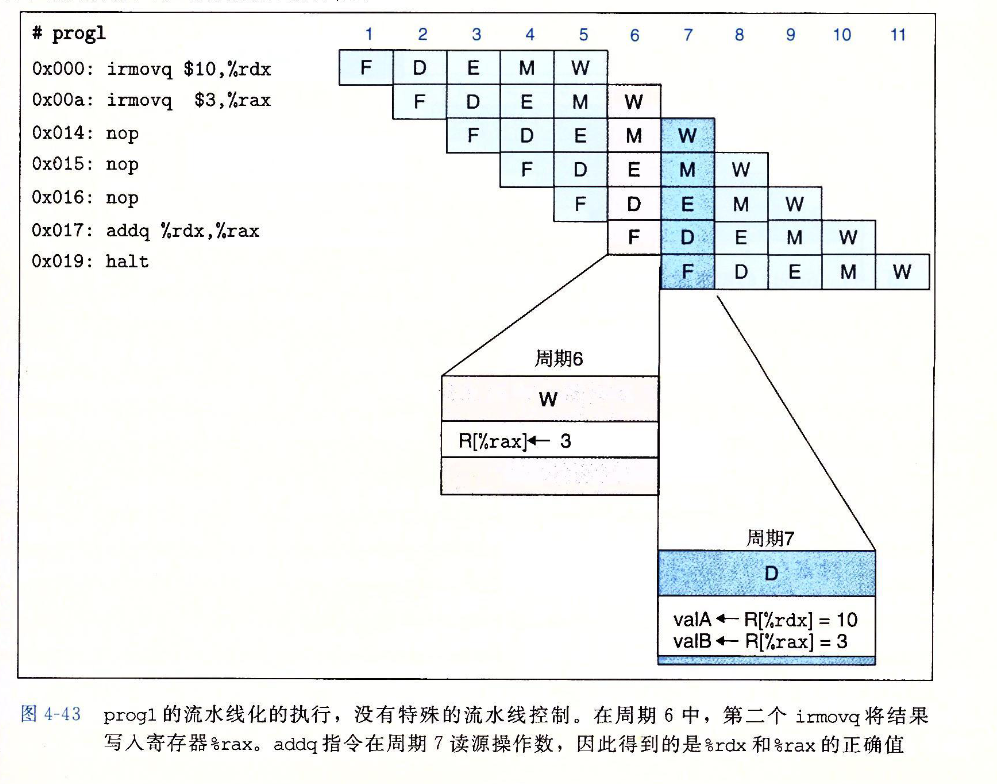 # prog1
1 2 3 4 5 6 7 8 9 10 11
0x000: irmovq $10,%rdx F D E M W
0x00a: irmovq $3,%rax F D E M W
0x014: nop F D E M W
0x015: nop F D E M W
0x016: nop F D E M W
0x017: addq %rdx,%rax F D E M W
0x019: halt F D E M W
周期6
W
R[%rax]← 3
周期7
D
valA ← R[%rdx] = 10
valB ← R[%rax] = 3
图 4-43 prog1 的流水线化的执行，没有特殊的流水线控制。在周期 6 中，第二个 irmovq 将结果
写入寄存器%rax。addq 指令在周期 7 读源操作数，因此得到的是%rdx 和%rax 的正确值